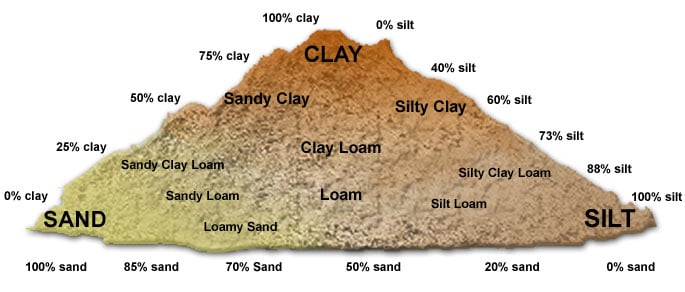 100% clay
0% silt
CLAY
75% clay
40% silt
Sandy Clay
Silty Clay
50% clay
60% silt
73% silt
25% clay
Clay Loam
Sandy Clay Loam
Silty Clay Loam
88% silt
0% clay
Sandy Loam
Loam
Silt Loam
100% silt
SAND
Loamy Sand
SILT
100% sand
85% sand
70% Sand
50% sand
20% sand
0% sand